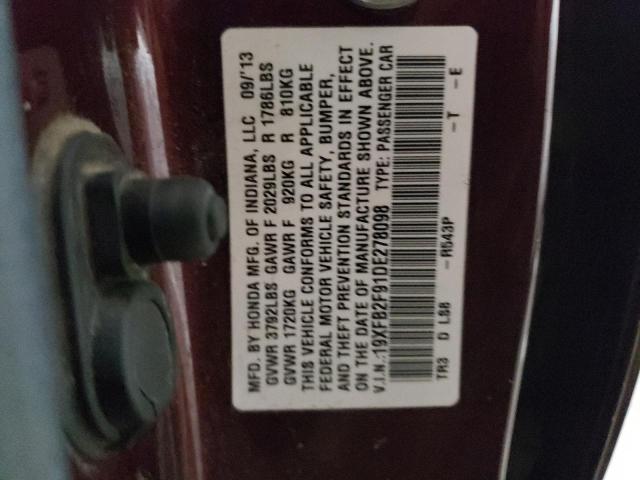 MFD. BY HONDA MFG. OF INDIANA, LLC 09/'13
GVWR 3792LBS GAWR F 2029LBS R 1786LBS
GVWR 1720KG GAWR F 920KG R 810KG
THIS VEHICLE CONFORMS TO ALL APPLICABLE
FEDERAL MOTOR VEHICLE SAFETY, BUMPER,
AND THEFT PREVENTION STANDARDS IN EFFECT
ON THE DATE OF MANUFACTURE SHOWN ABOVE.
V.I.N.:19XFB2F91DE278098 TYPE: PASSENGER CAR
TR3 D L88 – R543P – T – E